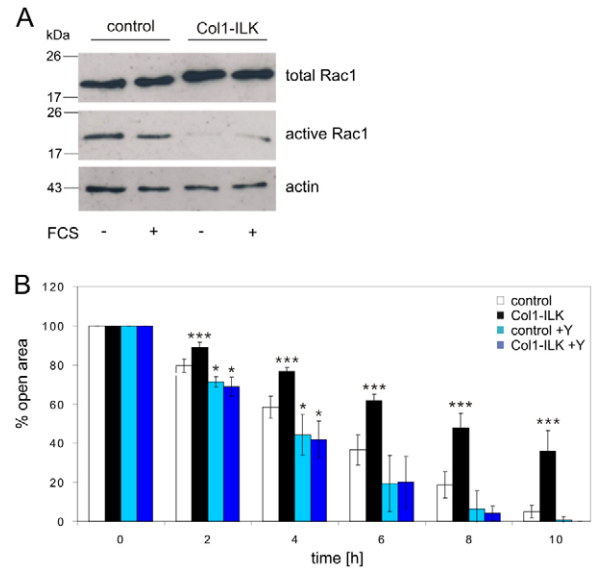 A
control Col1-ILK
kDa
26
17
total Rac1
26
17
active Rac1
43
actin
FCS - + - +
B
120
100
80
60
40
20
0
% open area
control
Col1-ILK
control +Y
Col1-ILK +Y
*** * *
*** * *
***
***
***
0 2 4 6 8 10
time [h]